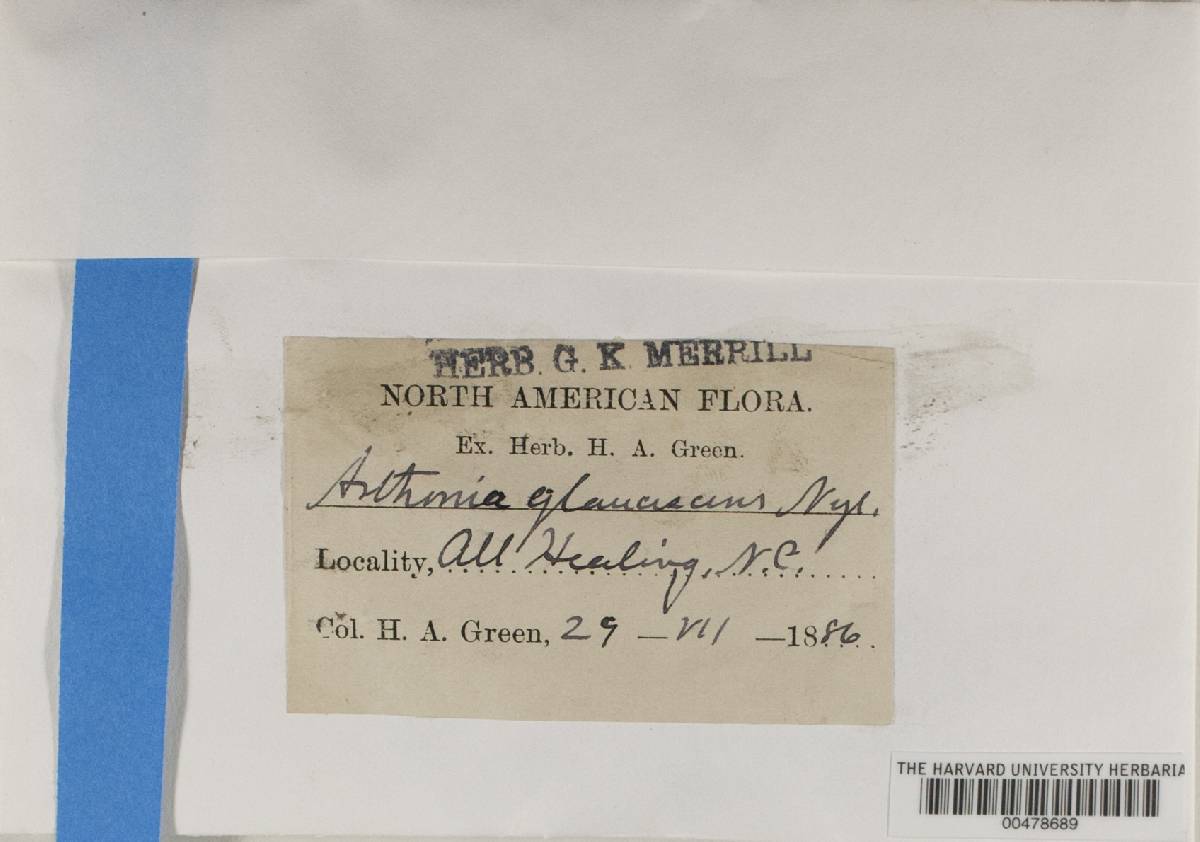 HERB. G. K. MERRILL
NORTH AMERICAN FLORA.
Ex. Herb. H. A. Green.
Arthonia glaucescens Nyl.
Locality, All Healing, N.C.
Col. H. A. Green, 29 – VII – 1886.
THE HARVARD UNIVERSITY HERBARIA
00478689